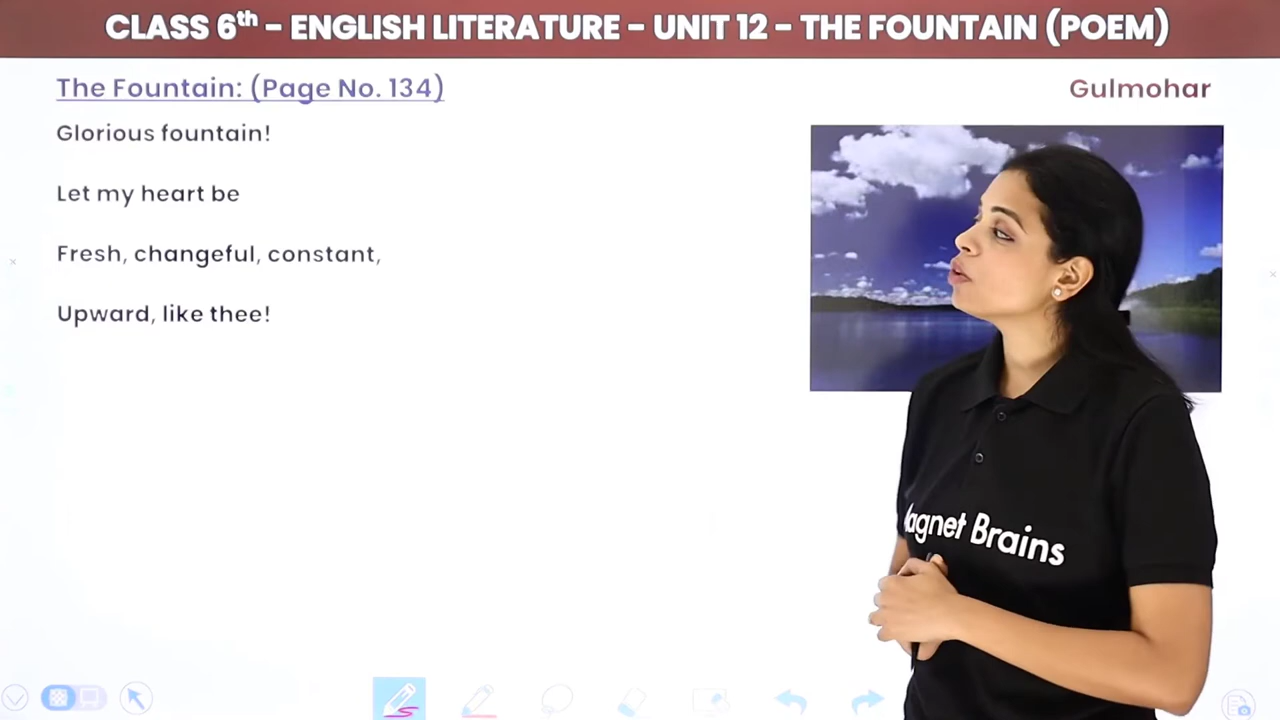 CLASS 6th - ENGLISH LITERATURE - UNIT 12 - THE FOUNTAIN (POEM)
The Fountain: (Page No. 134)
Gulmohar
Glorious fountain!
Let my heart be
Fresh, changeful, constant,
Upward, like thee!
agnet Brains